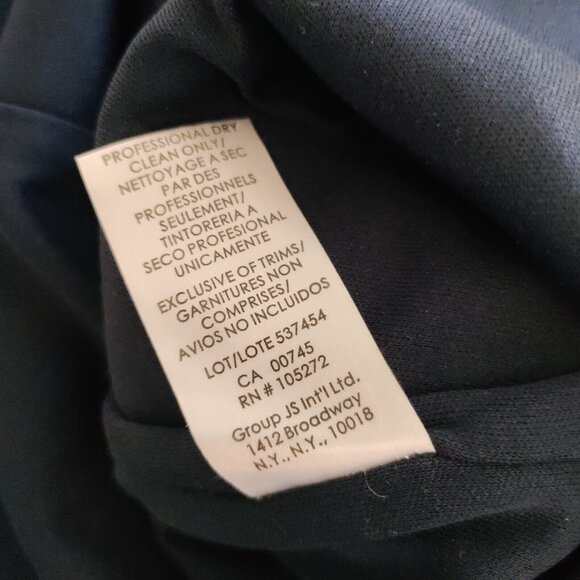 PROFESSIONAL DRY
CLEAN ONLY/
NETTOYAGE A SEC
PAR DES
PROFESSIONNELS
SEULEMENT/
TINTORERIA A
SECO PROFESIONAL
UNICAMENTE
EXCLUSIVE OF TRIMS/
GARNITURES NON
COMPRISES/
AVIOS NO INCLUIDOS
LOT/LOTE 537454
CA 00745
RN # 105272
Group JS Int'l Ltd.
1412 Broadway
N.Y., N.Y., 10018